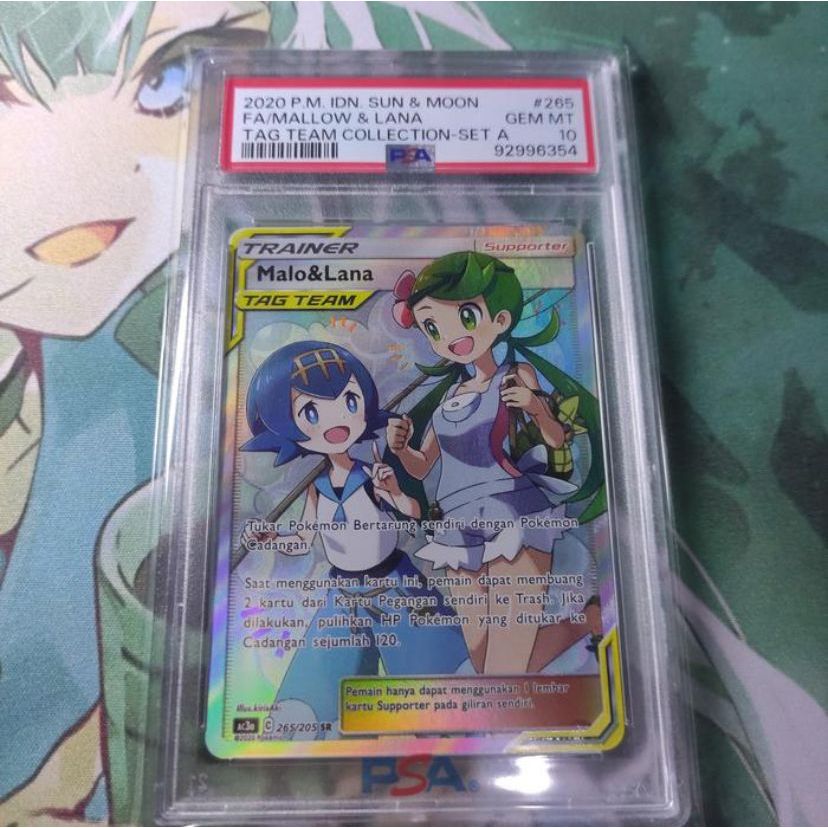 2020 P.M. IDN. SUN & MOON #265
FA/MALLOW & LANA GEM MT
TAG TEAM COLLECTION-SET A 10
PSA 92996354
TRAINER Supporter
Malo&Lana
TAG TEAM
Tukar Pokémon Bertarung sendiri dengan Pokémon
Cadangan.
Saat menggunakan kartu ini, pemain dapat membuang
2 kartu dari Kartu Pegangan sendiri ke Trash. Jika
dilakukan, pulihkan HP Pokémon yang ditukar ke
Cadangan sejumlah 120.
Pemain hanya dapat menggunakan 1 lembar
kartu Supporter pada giliran sendiri.
Illus.
AC3a C 265/205 SR
PSA